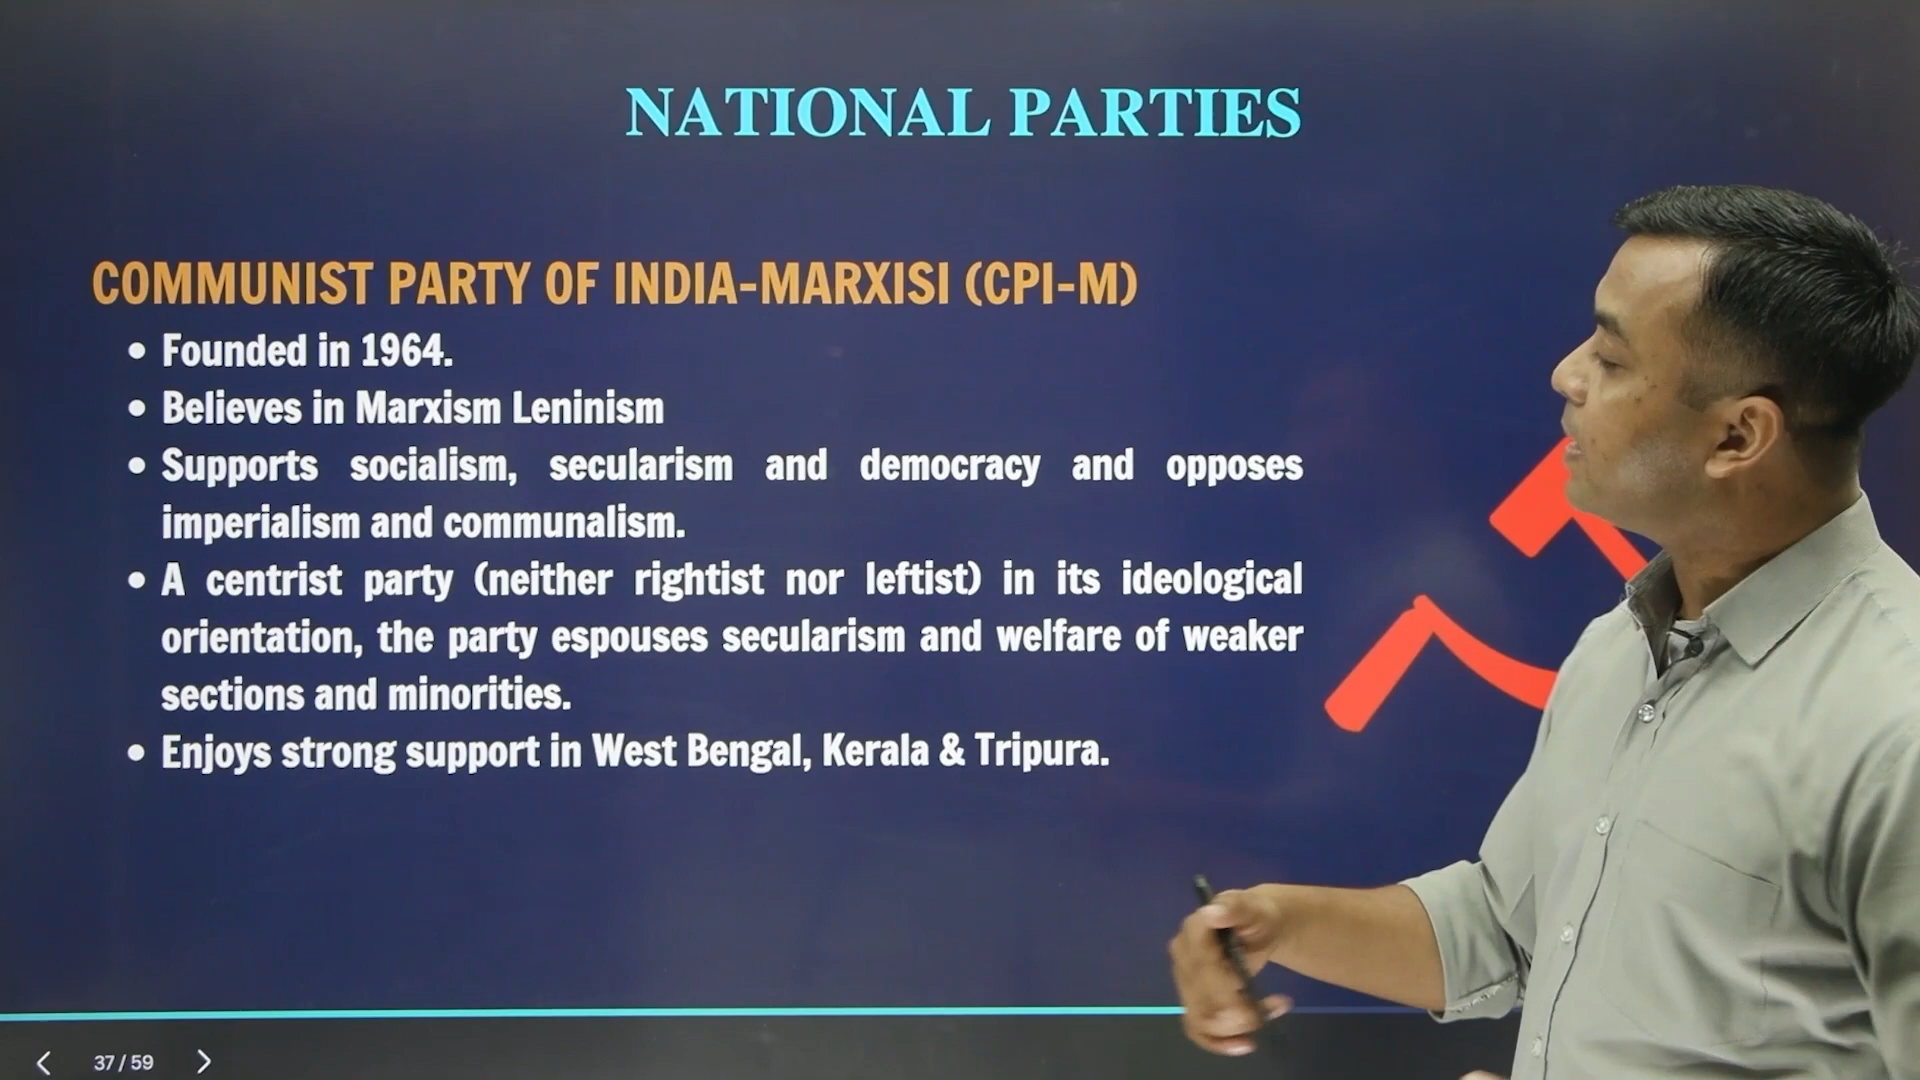 NATIONAL PARTIES
COMMUNIST PARTY OF INDIA-MARXISI (CPI-M)
• Founded in 1964.
• Believes in Marxism Leninism
• Supports socialism, secularism and democracy and opposes
imperialism and communalism.
• A centrist party (neither rightist nor leftist) in its ideological
orientation, the party espouses secularism and welfare of weaker
sections and minorities.
• Enjoys strong support in West Bengal, Kerala & Tripura.
37 / 59